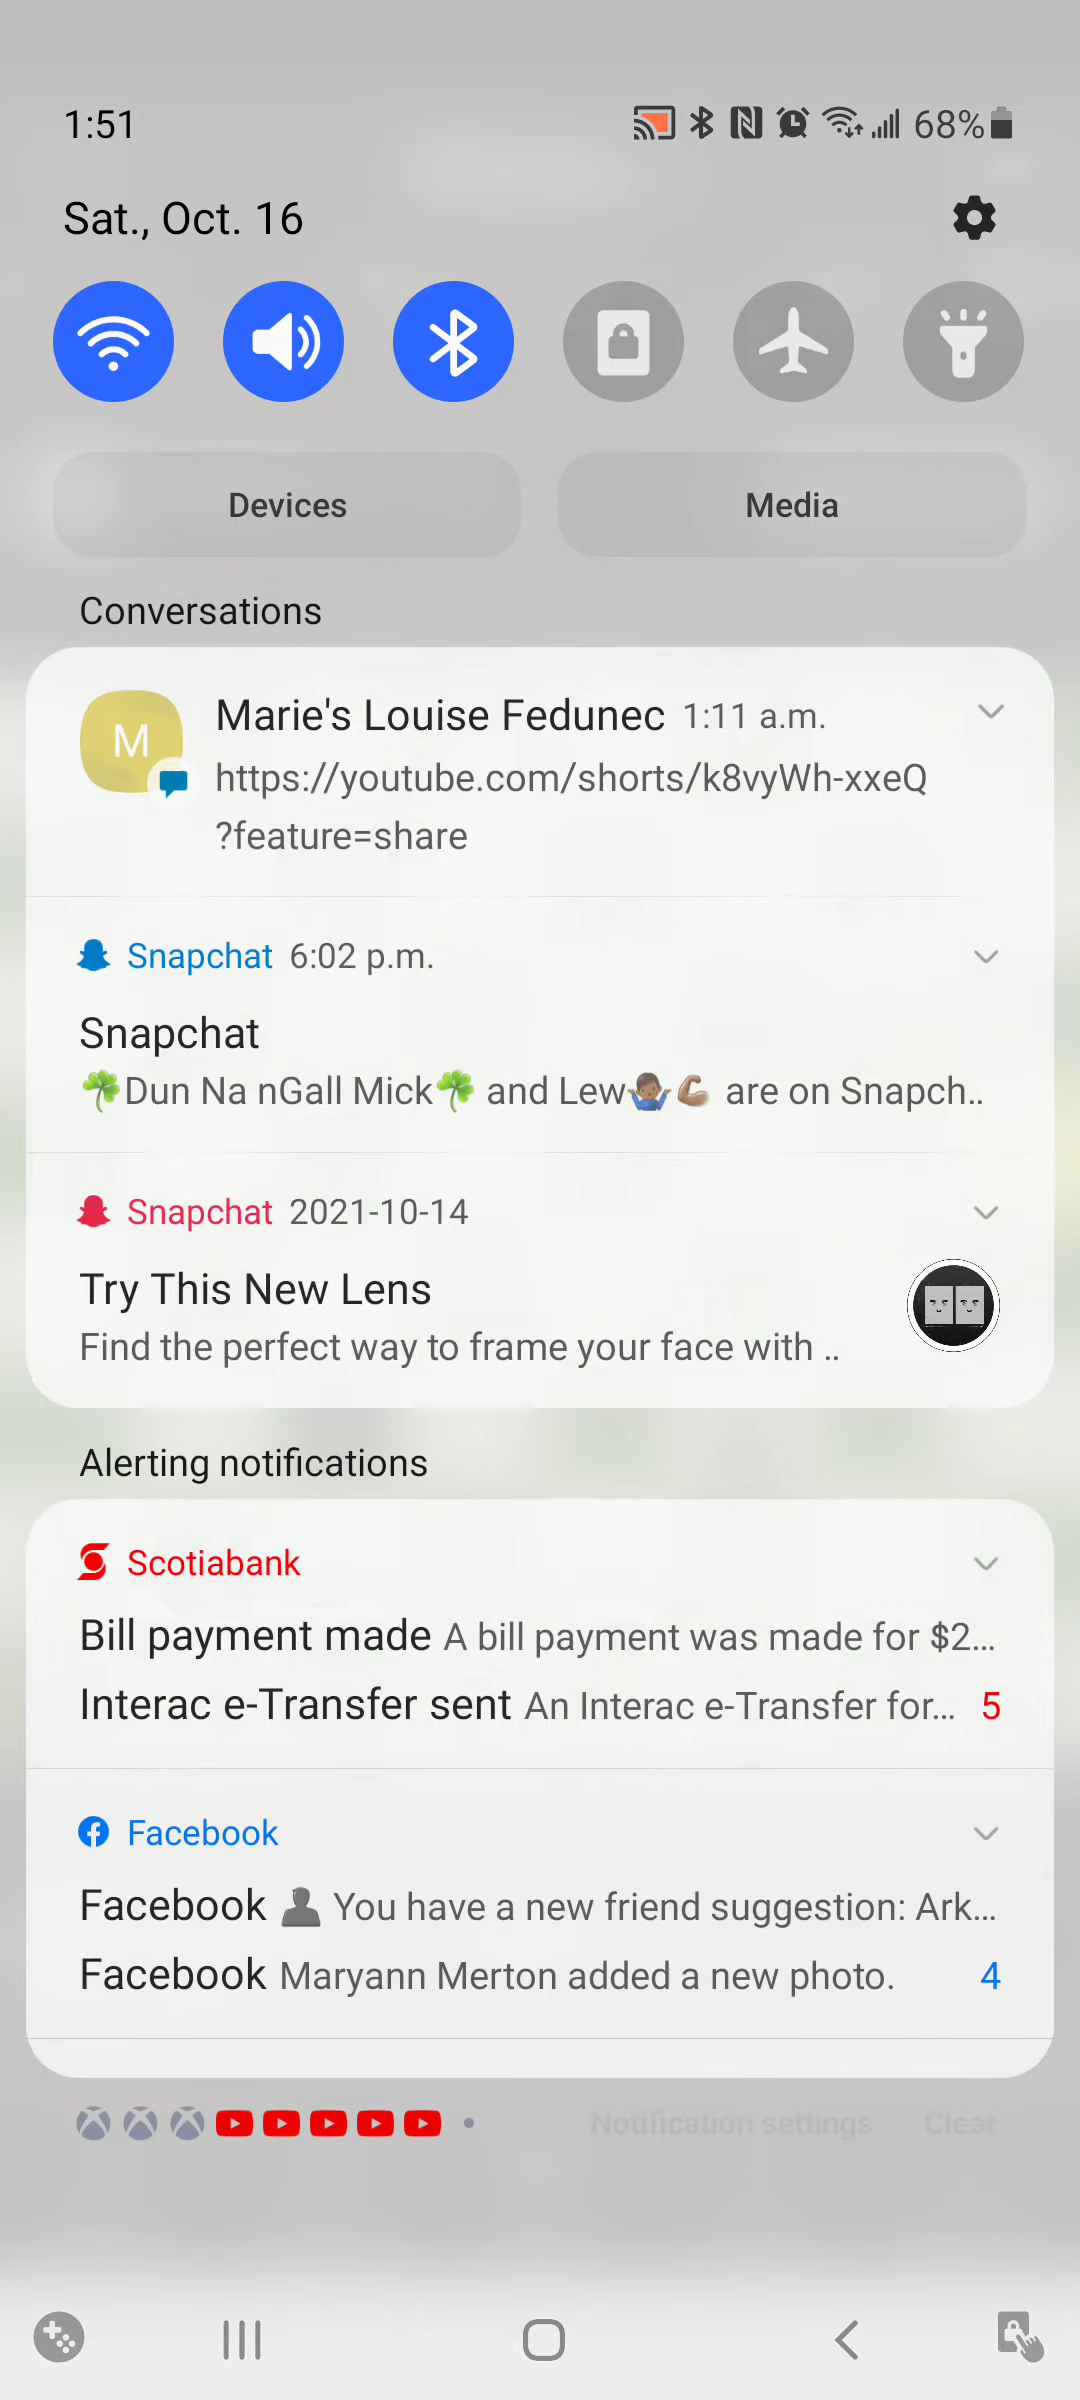 1:51
68%
Sat., Oct. 16
Devices
Media
Conversations
M
Marie's Louise Fedunec 1:11 a.m.
https://youtube.com/shorts/k8vyWh-xxeQ
?feature=share
Snapchat 6:02 p.m.
Snapchat
☘Dun Na nGall Mick☘ and Lew🤷🏽‍♂️💪🏽 are on Snapch..
Snapchat 2021-10-14
Try This New Lens
Find the perfect way to frame your face with ..
Alerting notifications
Scotiabank
Bill payment made A bill payment was made for $2...
Interac e-Transfer sent An Interac e-Transfer for... 5
Facebook
Facebook 👤 You have a new friend suggestion: Ark...
Facebook Maryann Merton added a new photo. 4
Notification settings Clear